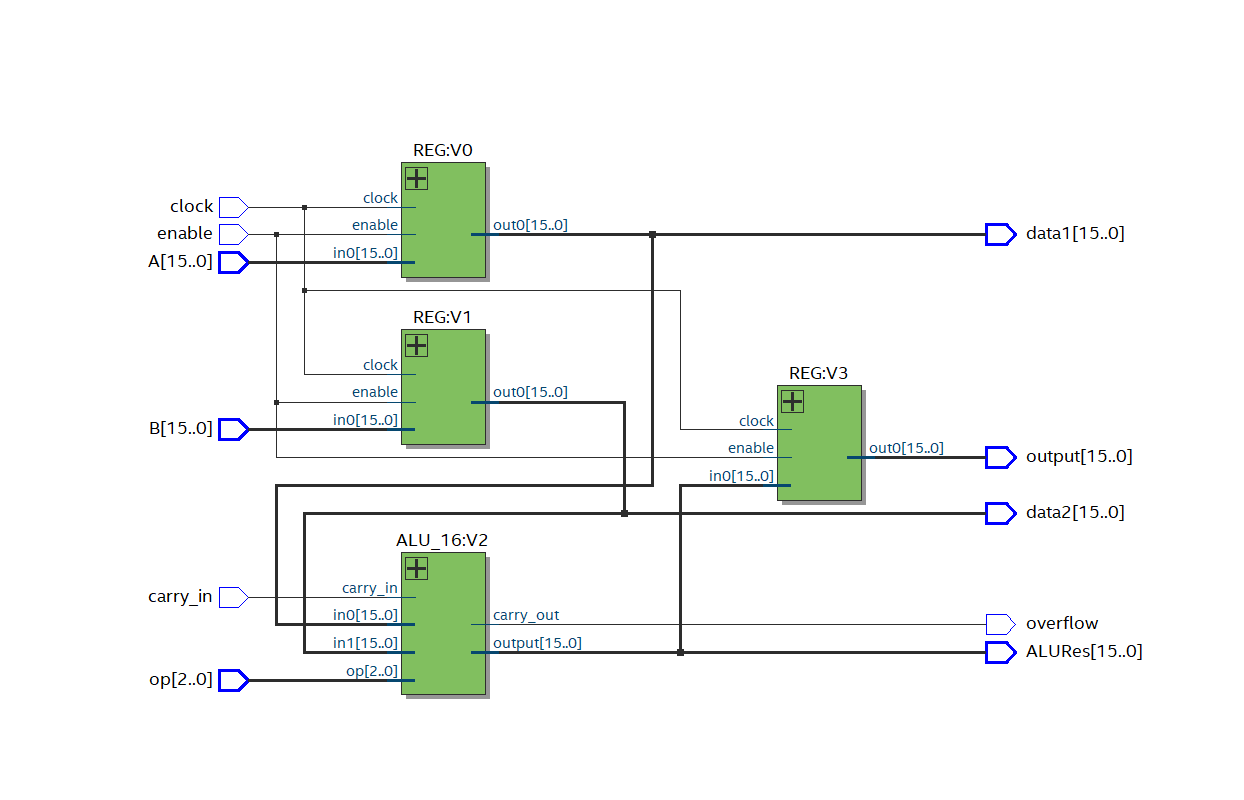 REG:V0
clock
clock
enable
enable
out0[15..0]
data1[15..0]
A[15..0]
in0[15..0]
REG:V1
clock
enable
out0[15..0]
B[15..0]
in0[15..0]
REG:V3
clock
enable
out0[15..0]
output[15..0]
in0[15..0]
data2[15..0]
ALU_16:V2
carry_in
carry_in
in0[15..0]
carry_out
overflow
in1[15..0]
output[15..0]
ALURes[15..0]
op[2..0]
op[2..0]